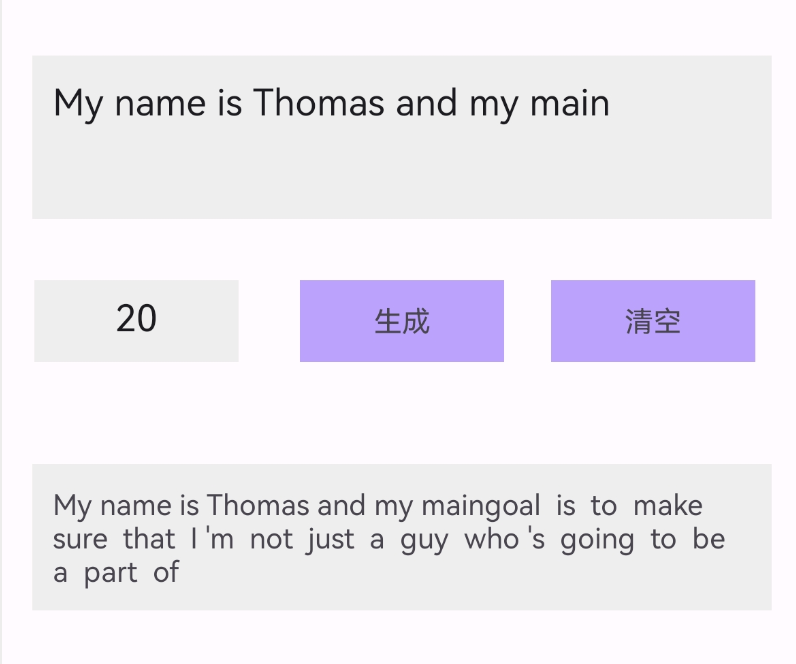 My name is Thomas and my main
20
生成
清空
My name is Thomas and my maingoal  is  to  make
sure  that  I 'm  not  just  a  guy  who 's  going  to  be
a  part  of